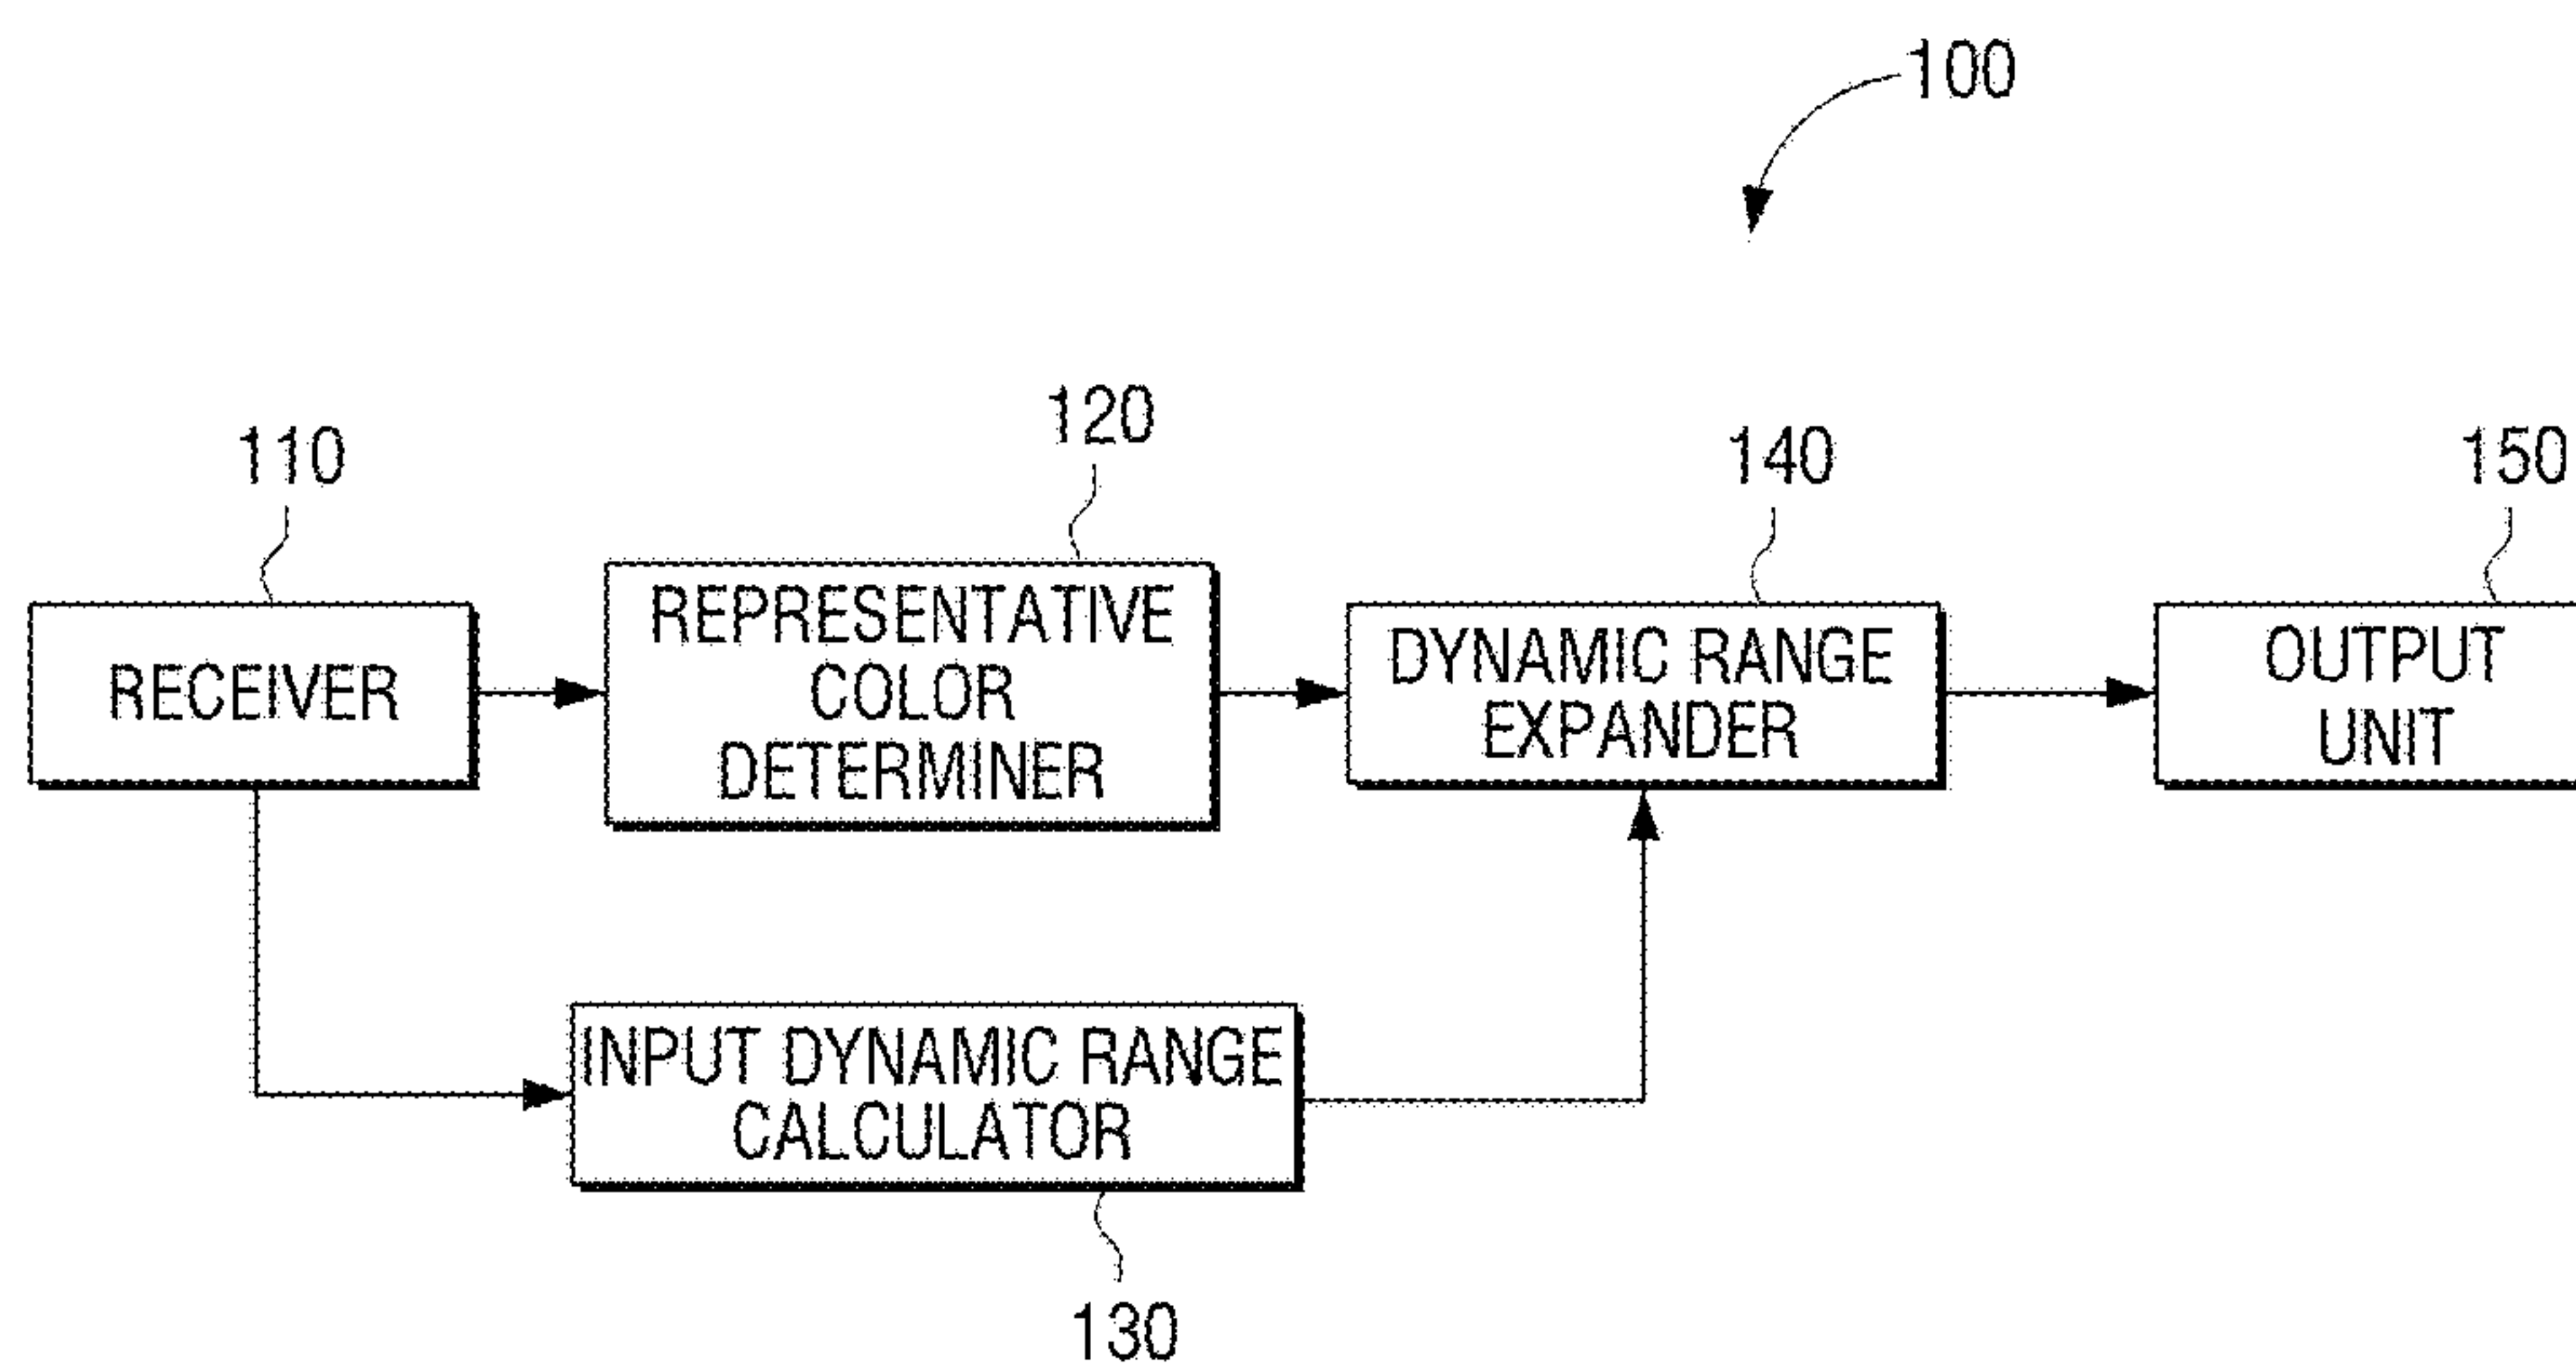 100
110
120
140
150
RECEIVER
REPRESENTATIVE
COLOR
DETERMINER
DYNAMIC RANGE
EXPANDER
OUTPUT
UNIT
INPUT DYNAMIC RANGE
CALCULATOR
130